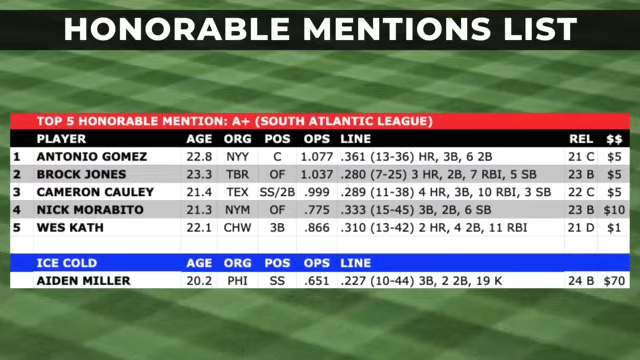 HONORABLE MENTIONS LIST
TOP 5 HONORABLE MENTION: A+ (SOUTH ATLANTIC LEAGUE)
PLAYER AGE ORG POS OPS LINE REL $$
1 ANTONIO GOMEZ 22.8 NYY C 1.077 .361 (13-36) HR, 3B, 6 2B 21 C $5
2 BROCK JONES 23.3 TBR OF 1.037 .280 (7-25) 3 HR, 2B, 7 RBI, 5 SB 23 B $5
3 CAMERON CAULEY 21.4 TEX SS/2B .999 .289 (11-38) 4 HR, 3B, 10 RBI, 3 SB 22 C $5
4 NICK MORABITO 21.3 NYM OF .775 .333 (15-45) 3B, 2B, 6 SB 23 B $10
5 WES KATH 22.1 CHW 3B .866 .310 (13-42) 2 HR, 4 2B, 11 RBI 21 D $1
ICE COLD AGE ORG POS OPS LINE
AIDEN MILLER 20.2 PHI SS .651 .227 (10-44) 3B, 2 2B, 19 K 24 B $70